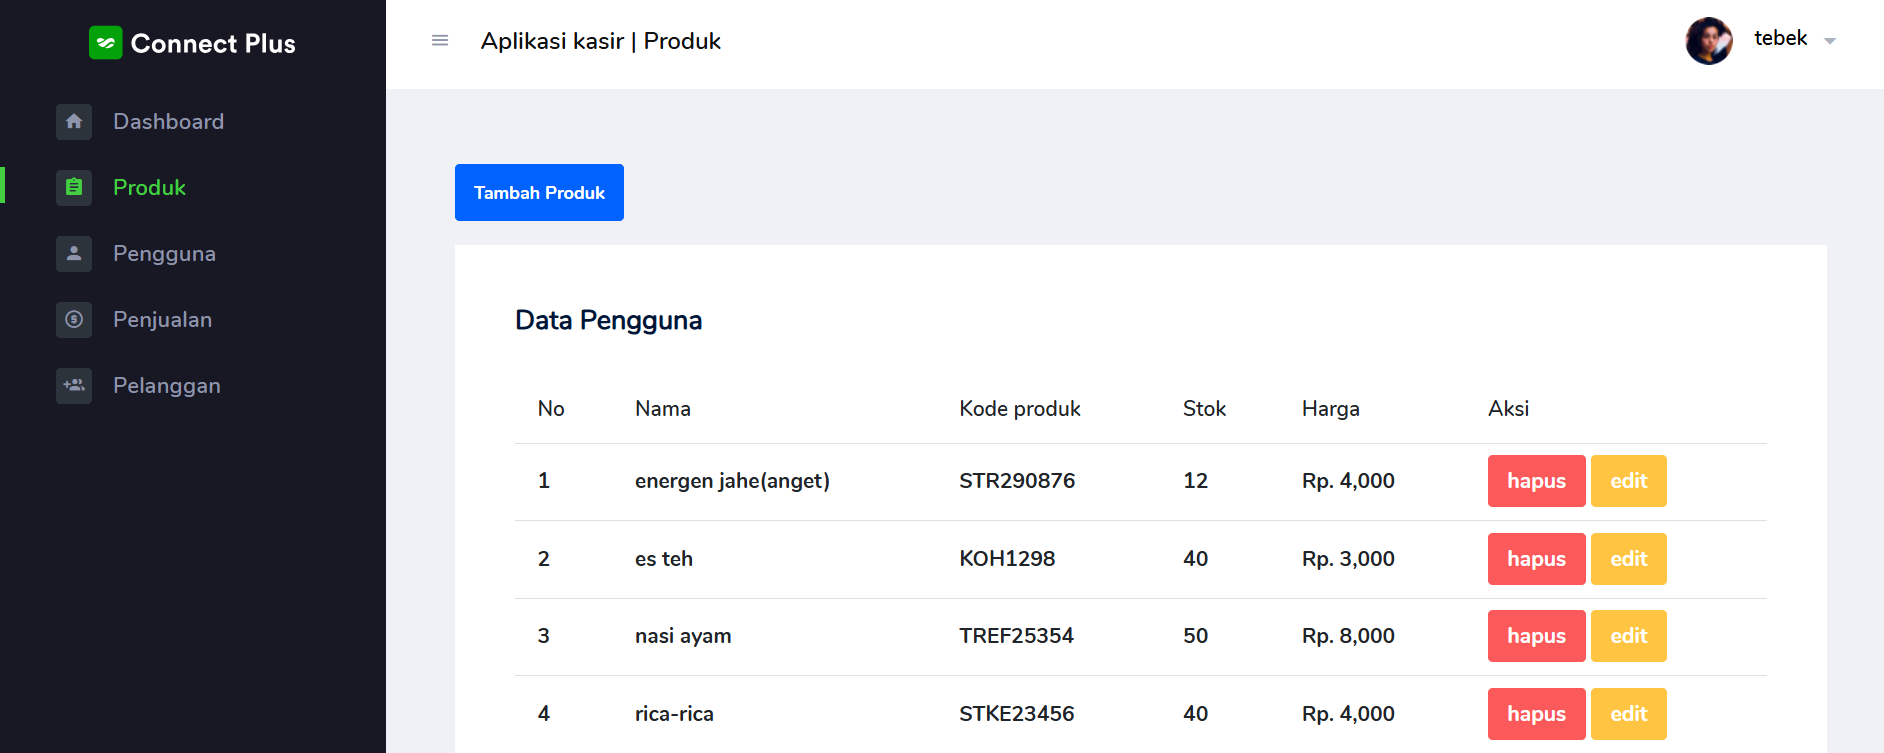 Connect Plus
Aplikasi kasir | Produk
tebek
Dashboard
Produk
Pengguna
Penjualan
Pelanggan
Tambah Produk
Data Pengguna
No Nama Kode produk Stok Harga Aksi
1 energen jahe(anget) STR290876 12 Rp. 4,000 hapus edit
2 es teh KOH1298 40 Rp. 3,000 hapus edit
3 nasi ayam TREF25354 50 Rp. 8,000 hapus edit
4 rica-rica STKE23456 40 Rp. 4,000 hapus edit